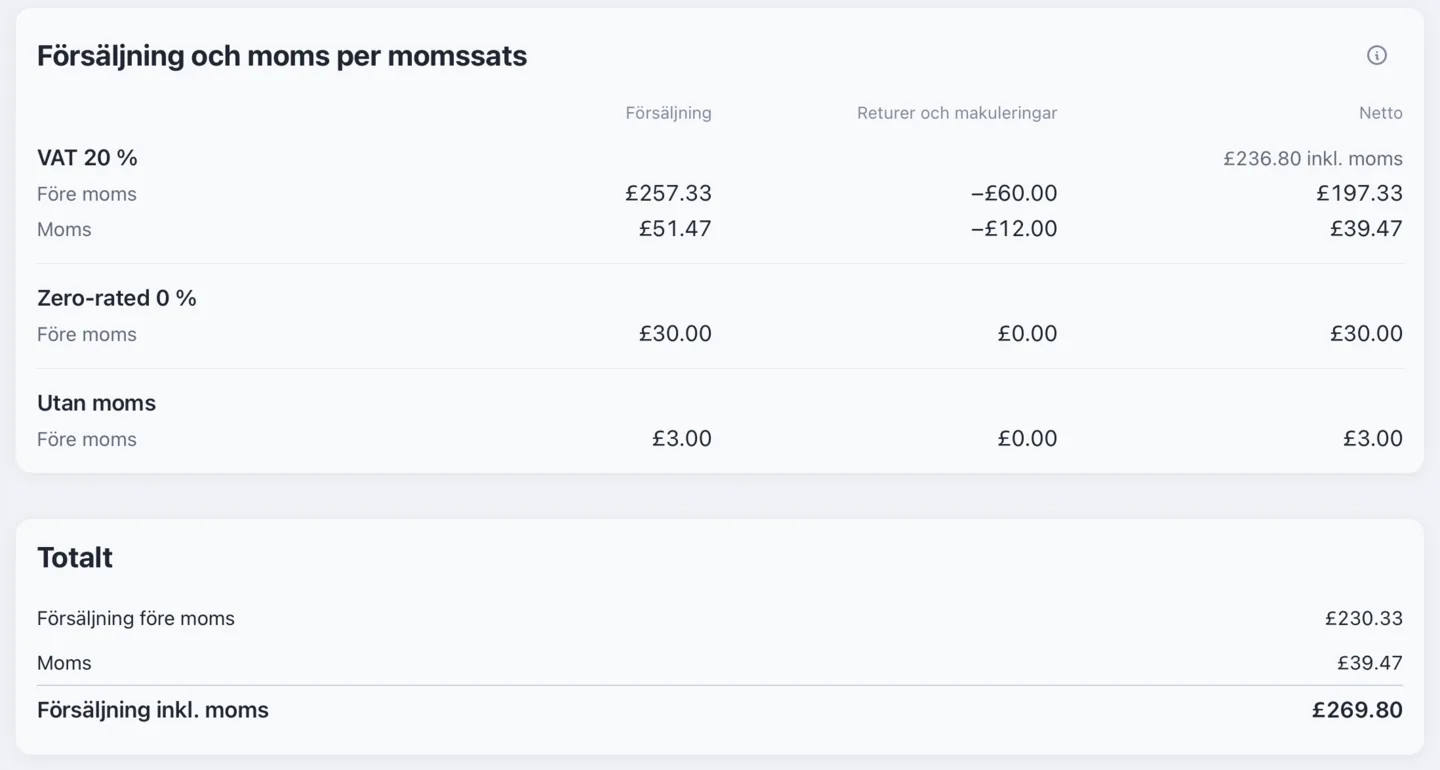 Försäljning och moms per momssats
Försäljning Returer och makuleringar Netto
VAT 20 % £236.80 inkl. moms
Före moms £257.33 –£60.00 £197.33
Moms £51.47 –£12.00 £39.47
Zero-rated 0 %
Före moms £30.00 £0.00 £30.00
Utan moms
Före moms £3.00 £0.00 £3.00
Totalt
Försäljning före moms £230.33
Moms £39.47
Försäljning inkl. moms £269.80